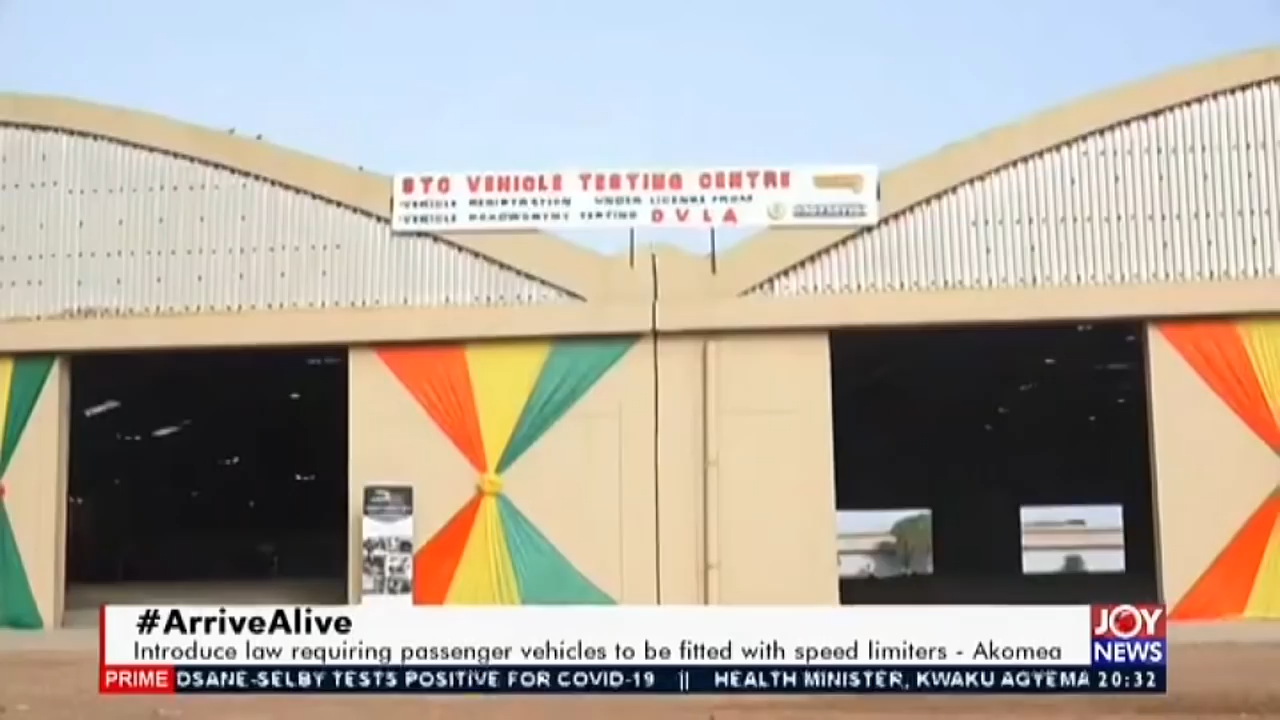 STC VEHICLE TESTING CENTRE
VEHICLE REGISTRATION UNDER LICENSE FROM
VEHICLE ROADWORTHY TESTING DVLA
#ArriveAlive
Introduce law requiring passenger vehicles to be fitted with speed limiters - Akomea
JOY
NEWS
PRIME DSANE-SELBY TESTS POSITIVE FOR COVID-19 || HEALTH MINISTER, KWAKU AGYEMA 20:32